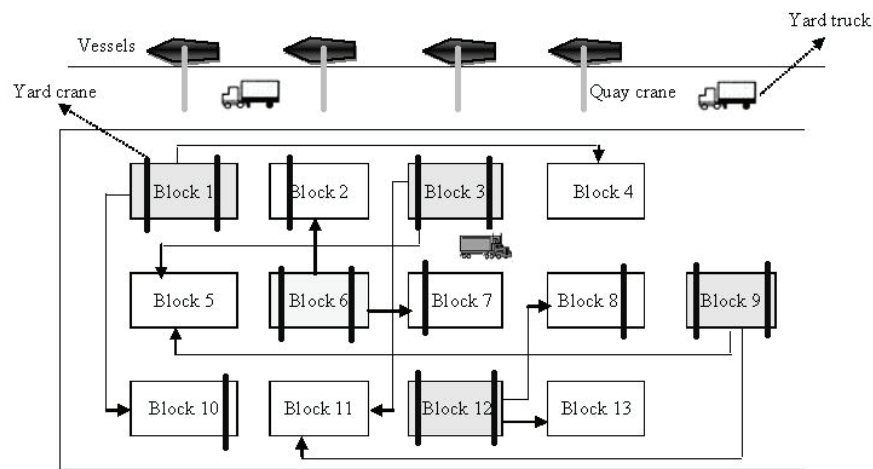 Yard truck
Vessels
Yard crane
Quay crane
Block 1
Block 2
Block 3
Block 4
Block 5
Block 6
Block 7
Block 8
Block 9
Block 10
Block 11
Block 12
Block 13